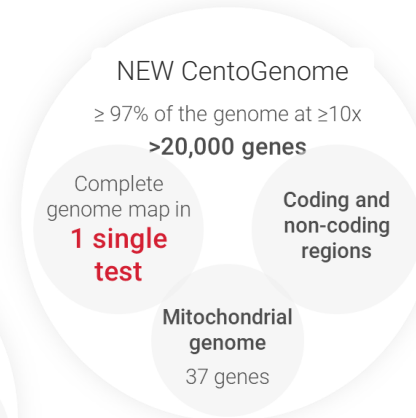 NEW CentoGenome
≥ 97% of the genome at ≥10x
>20,000 genes
Complete
genome map in
1 single
test
Coding and
non-coding
regions
Mitochondrial
genome
37 genes